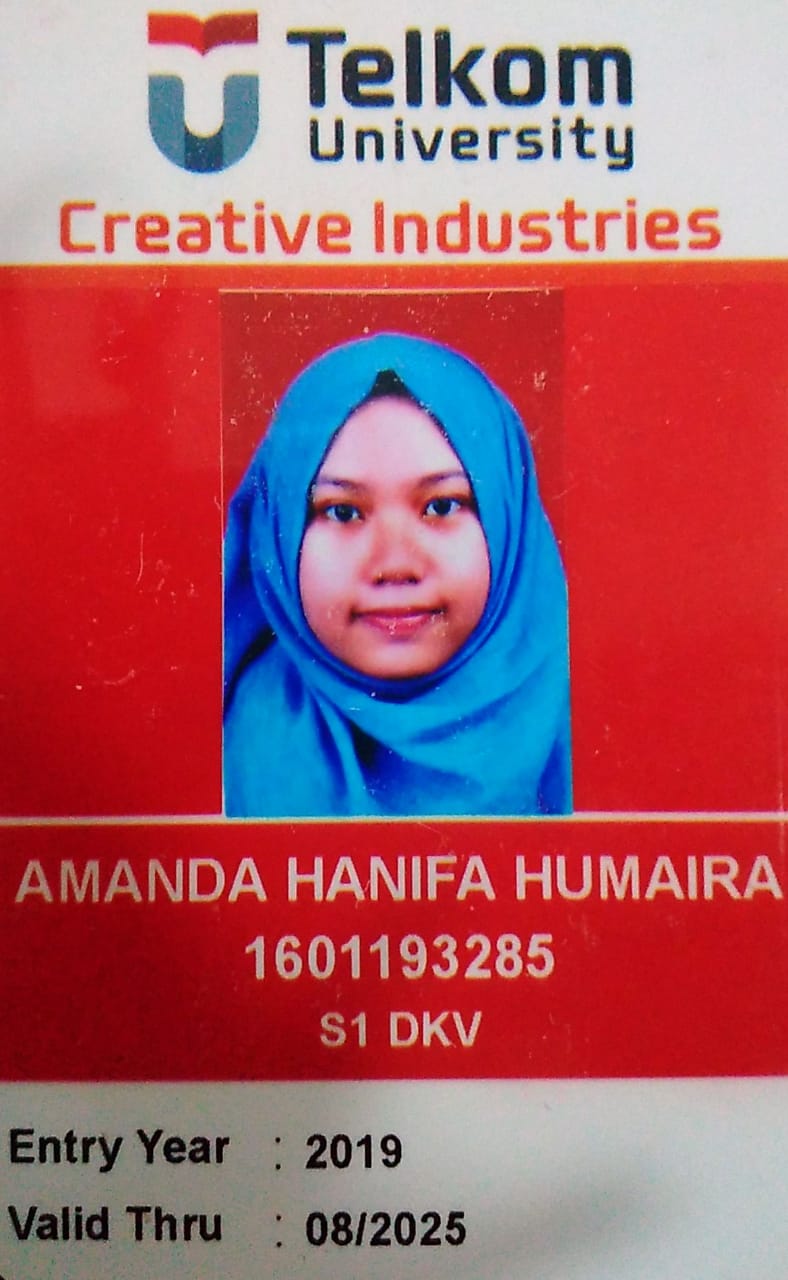 Telkom
University
Creative Industries
AMANDA HANIFA HUMAIRA
1601193285
S1 DKV
Entry Year : 2019
Valid Thru : 08/2025